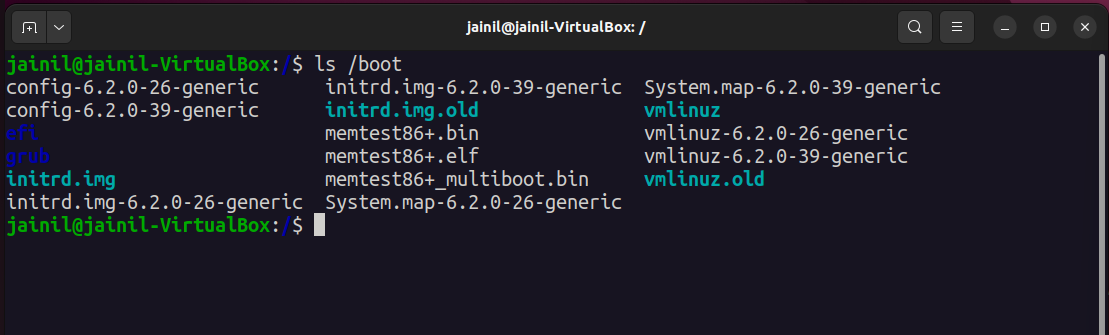 jainil@jainil-VirtualBox: /
jainil@jainil-VirtualBox:/$ ls /boot
config-6.2.0-26-generic initrd.img-6.2.0-39-generic System.map-6.2.0-39-generic
config-6.2.0-39-generic initrd.img.old vmlinuz
efi memtest86+.bin vmlinuz-6.2.0-26-generic
grub memtest86+.elf vmlinuz-6.2.0-39-generic
initrd.img memtest86+_multiboot.bin vmlinuz.old
initrd.img-6.2.0-26-generic System.map-6.2.0-26-generic
jainil@jainil-VirtualBox:/$